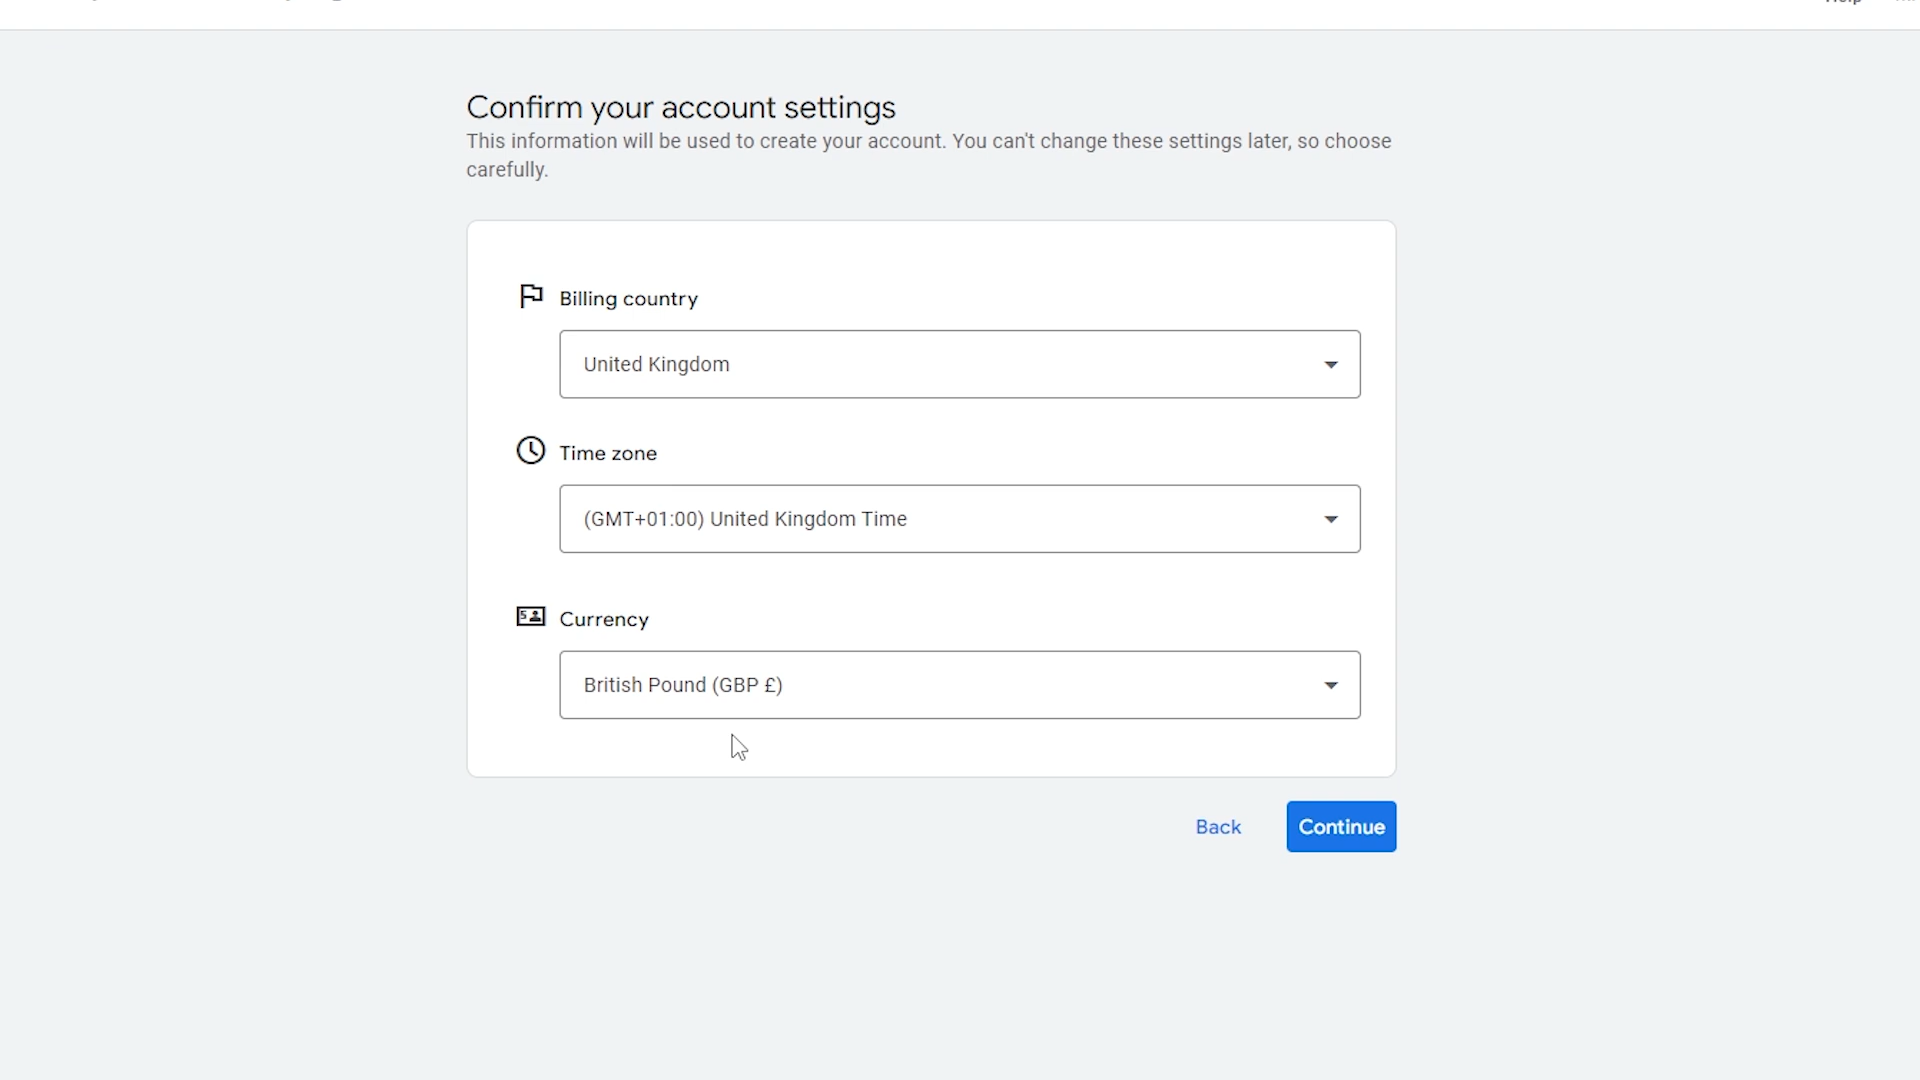 Help
Confirm your account settings
This information will be used to create your account. You can't change these settings later, so choose
carefully.
Billing country
United Kingdom
Time zone
(GMT+01:00) United Kingdom Time
Currency
British Pound (GBP £)
Back
Continue